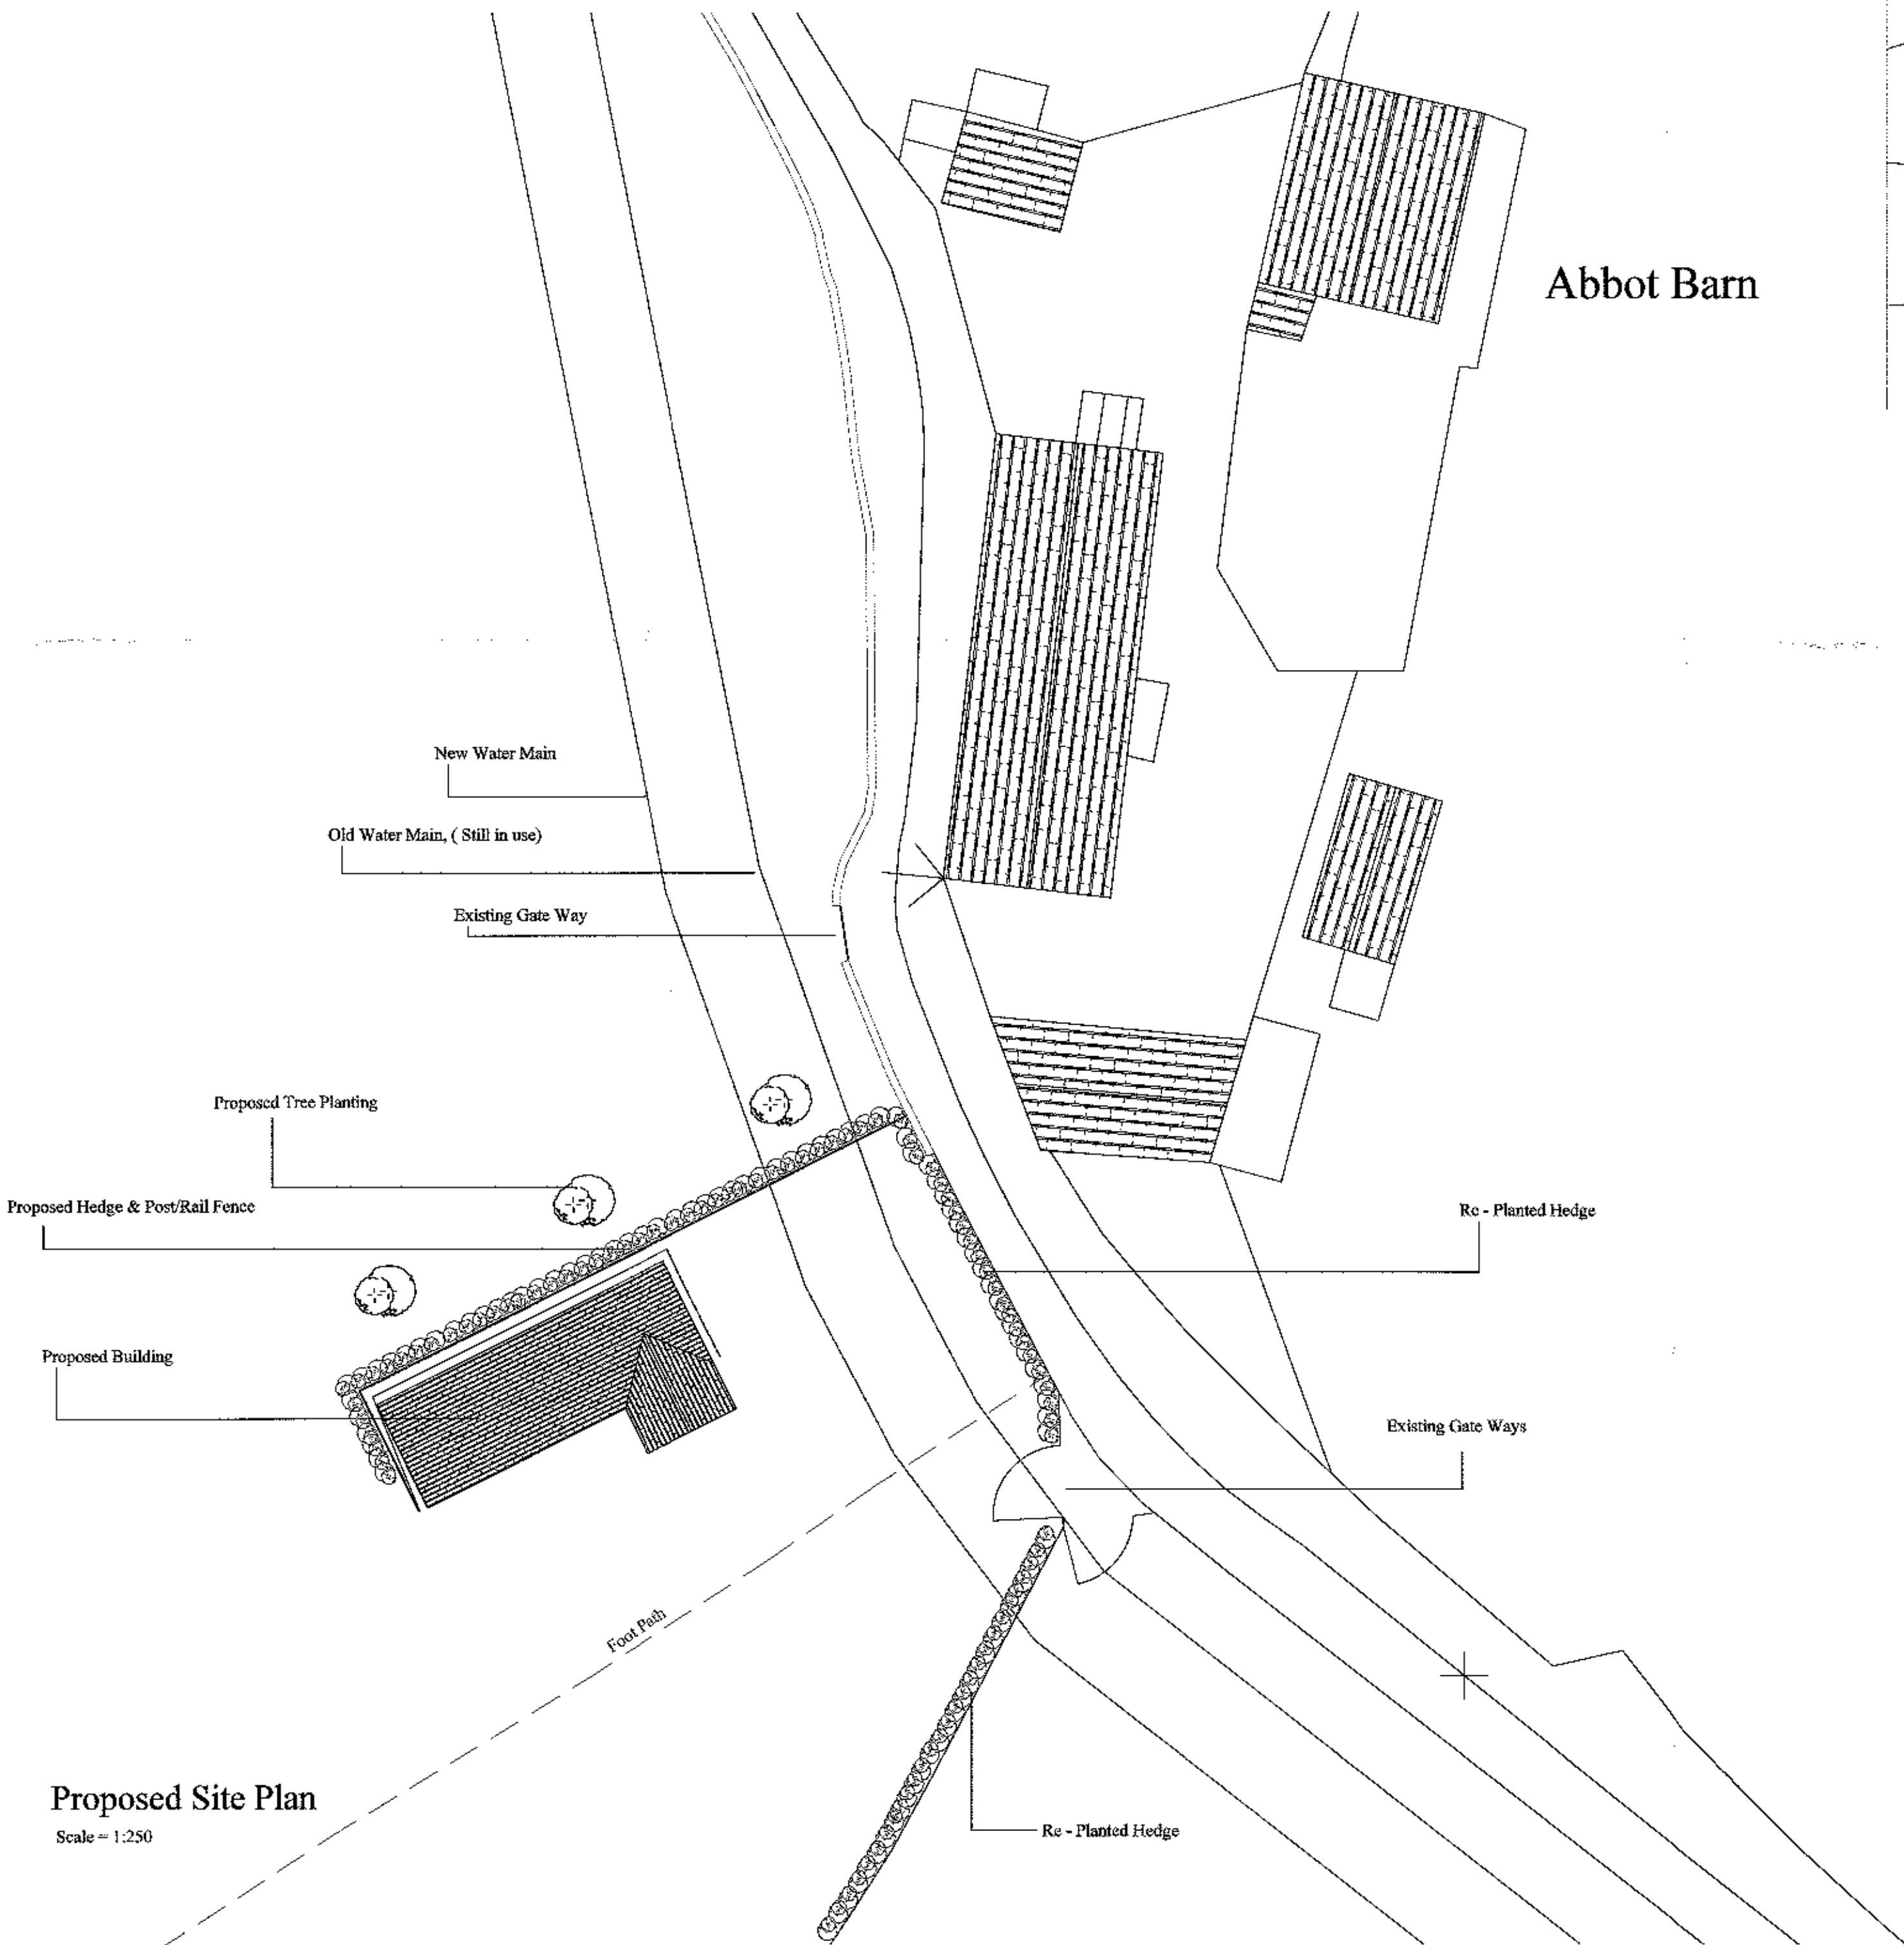 Abbot Barn
New Water Main
Old Water Main, ( Still in use)
Existing Gate Way
Proposed Tree Planting
Proposed Hedge & Post/Rail Fence
Re - Planted Hedge
Proposed Building
Existing Gate Ways
Foot Path
Proposed Site Plan
Scale = 1:250
Re - Planted Hedge